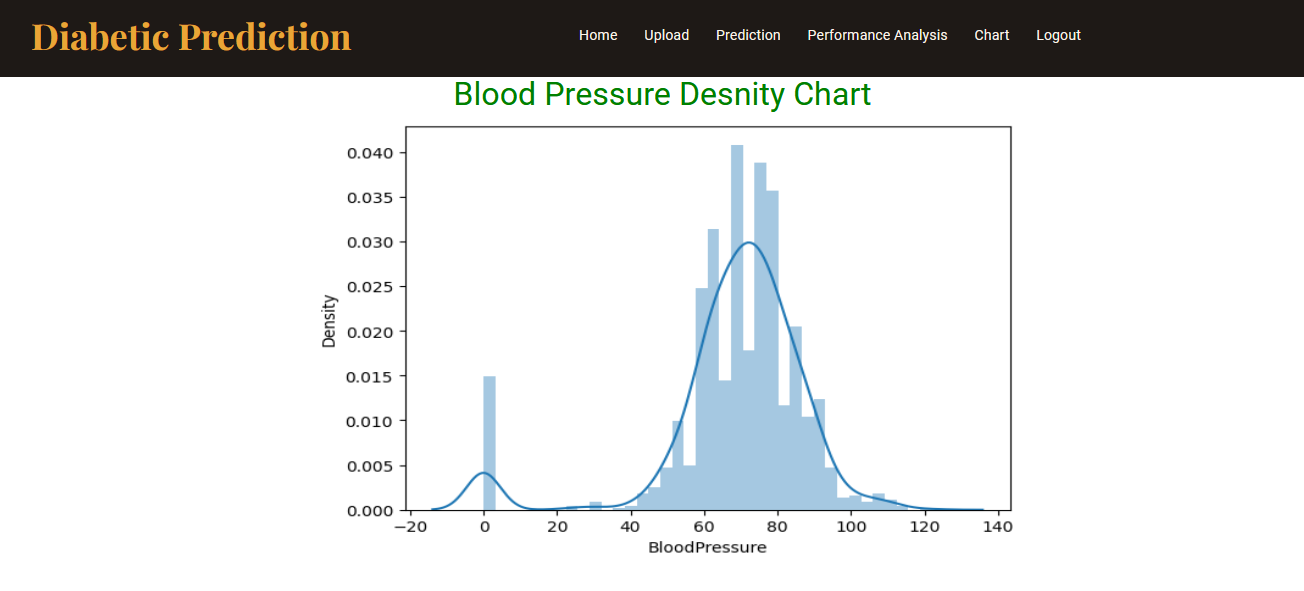 Diabetic Prediction
Home Upload Prediction Performance Analysis Chart Logout
Blood Pressure Desnity Chart
0.040
0.035
0.030
0.025
0.020
0.015
0.010
0.005
0.000
Density
−20 0 20 40 60 80 100 120 140
BloodPressure